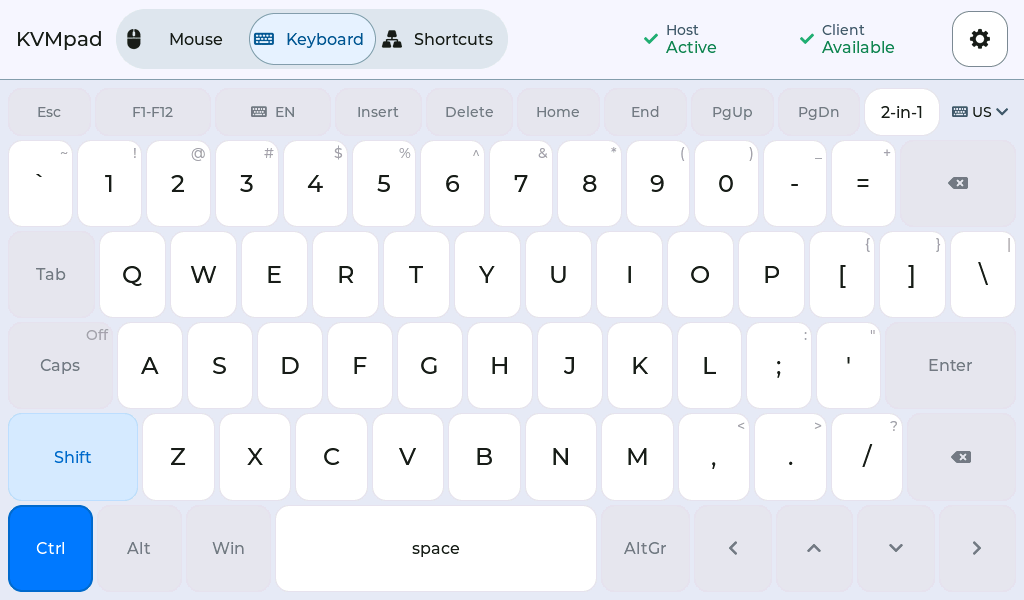 KVMpad Mouse Keyboard Shortcuts Host Active Client Available
Esc F1-F12 EN Insert Delete Home End PgUp PgDn 2-in-1 US
` ~ 1 ! 2 @ 3 # 4 $ 5 % 6 ^ 7 & 8 * 9 ( 0 ) - _ = +
Tab Q W E R T Y U I O P [ { ] } \ |
Caps Off A S D F G H J K L ; : ' " Enter
Shift Z X C V B N M , < . > / ?
Ctrl Alt Win space AltGr